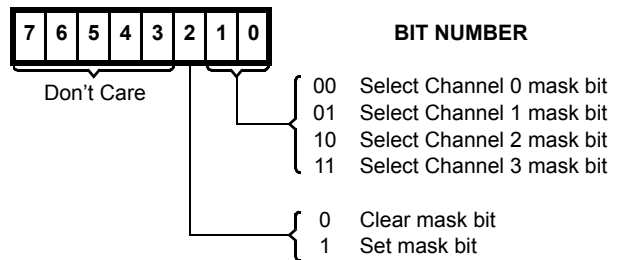 7 6 5 4 3 2 1 0 BIT NUMBER
Don't Care
00 Select Channel 0 mask bit
01 Select Channel 1 mask bit
10 Select Channel 2 mask bit
11 Select Channel 3 mask bit
0 Clear mask bit
1 Set mask bit